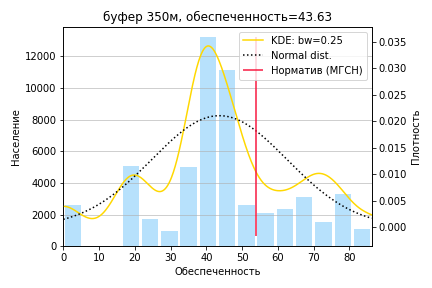 буфер 350м, обеспеченность=43.63
KDE: bw=0.25
Normal dist.
Норматив (МГСН)
Население
12000
10000
8000
6000
4000
2000
0
0.035
0.030
0.025
0.020
0.015
0.010
0.005
0.000
Плотность
0 10 20 30 40 50 60 70 80
Обеспеченность